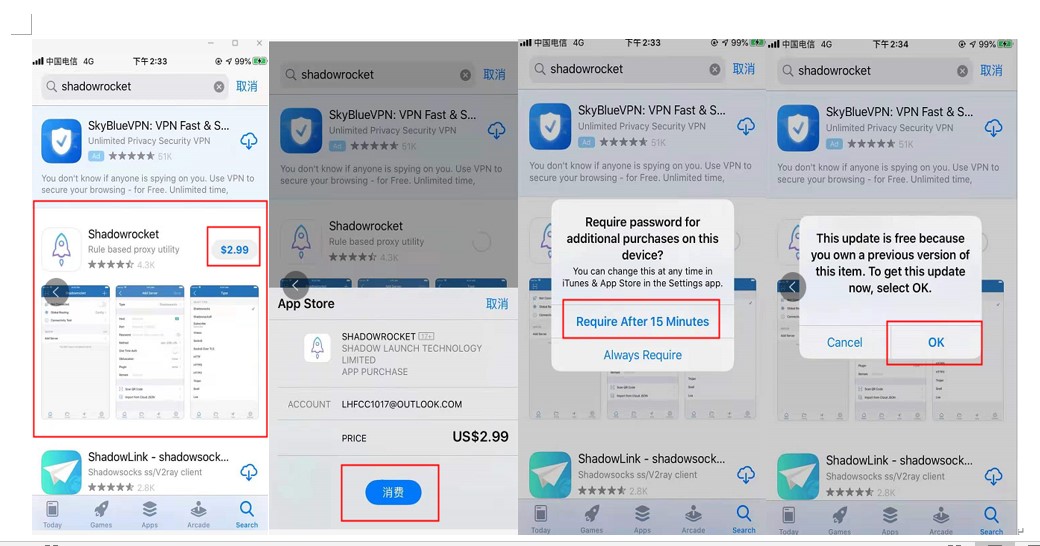 中国电信 4G 下午2:33 99%
shadowrocket 取消
SkyBlueVPN: VPN Fast & S...
Unlimited Privacy Security VPN
Ad 51K
You don't know if anyone is spying on you. Use VPN to
secure your browsing - for Free. Unlimited time,
Shadowrocket
Rule based proxy utility
4.3K
$2.99
ShadowLink - shadowsock...
Shadowsocks ss/V2ray client
2.8K
Today Games Apps Arcade Search
shadowrocket 取消
SkyBlueVPN: VPN Fast & S...
Unlimited Privacy Security VPN
Ad 51K
You don't know if anyone is spying on you. Use VPN to
secure your browsing - for Free. Unlimited time,
Shadowrocket
Rule based proxy utility
4.3K
App Store 取消
SHADOWROCKET 17+
SHADOW LAUNCH TECHNOLOGY
LIMITED
APP PURCHASE
ACCOUNT LHFCC1017@OUTLOOK.COM
PRICE US$2.99
消费
中国电信 4G 下午2:33 99%
shadowrocket 取消
SkyBlueVPN: VPN Fast & S...
Unlimited Privacy Security VPN
Ad 51K
You don't know if anyone is spying on you. Use VPN to
secure your browsing - for Free. Unlimited time,
Require password for
additional purchases on this
device?
You can change this at any time in
iTunes & App Store in the Settings app.
Require After 15 Minutes
Always Require
ShadowLink - shadowsock...
Shadowsocks ss/V2ray client
2.8K
Today Games Apps Arcade Search
中国电信 4G 下午2:34 99%
shadowrocket 取消
SkyBlueVPN: VPN Fast & S...
Unlimited Privacy Security VPN
Ad 51K
You don't know if anyone is spying on you. Use VPN to
secure your browsing - for Free. Unlimited time,
This update is free because
you own a previous version of
this item. To get this update
now, select OK.
Cancel OK
ShadowLink - shadowsock...
Shadowsocks ss/V2ray client
2.8K
Today Games Apps Arcade Search